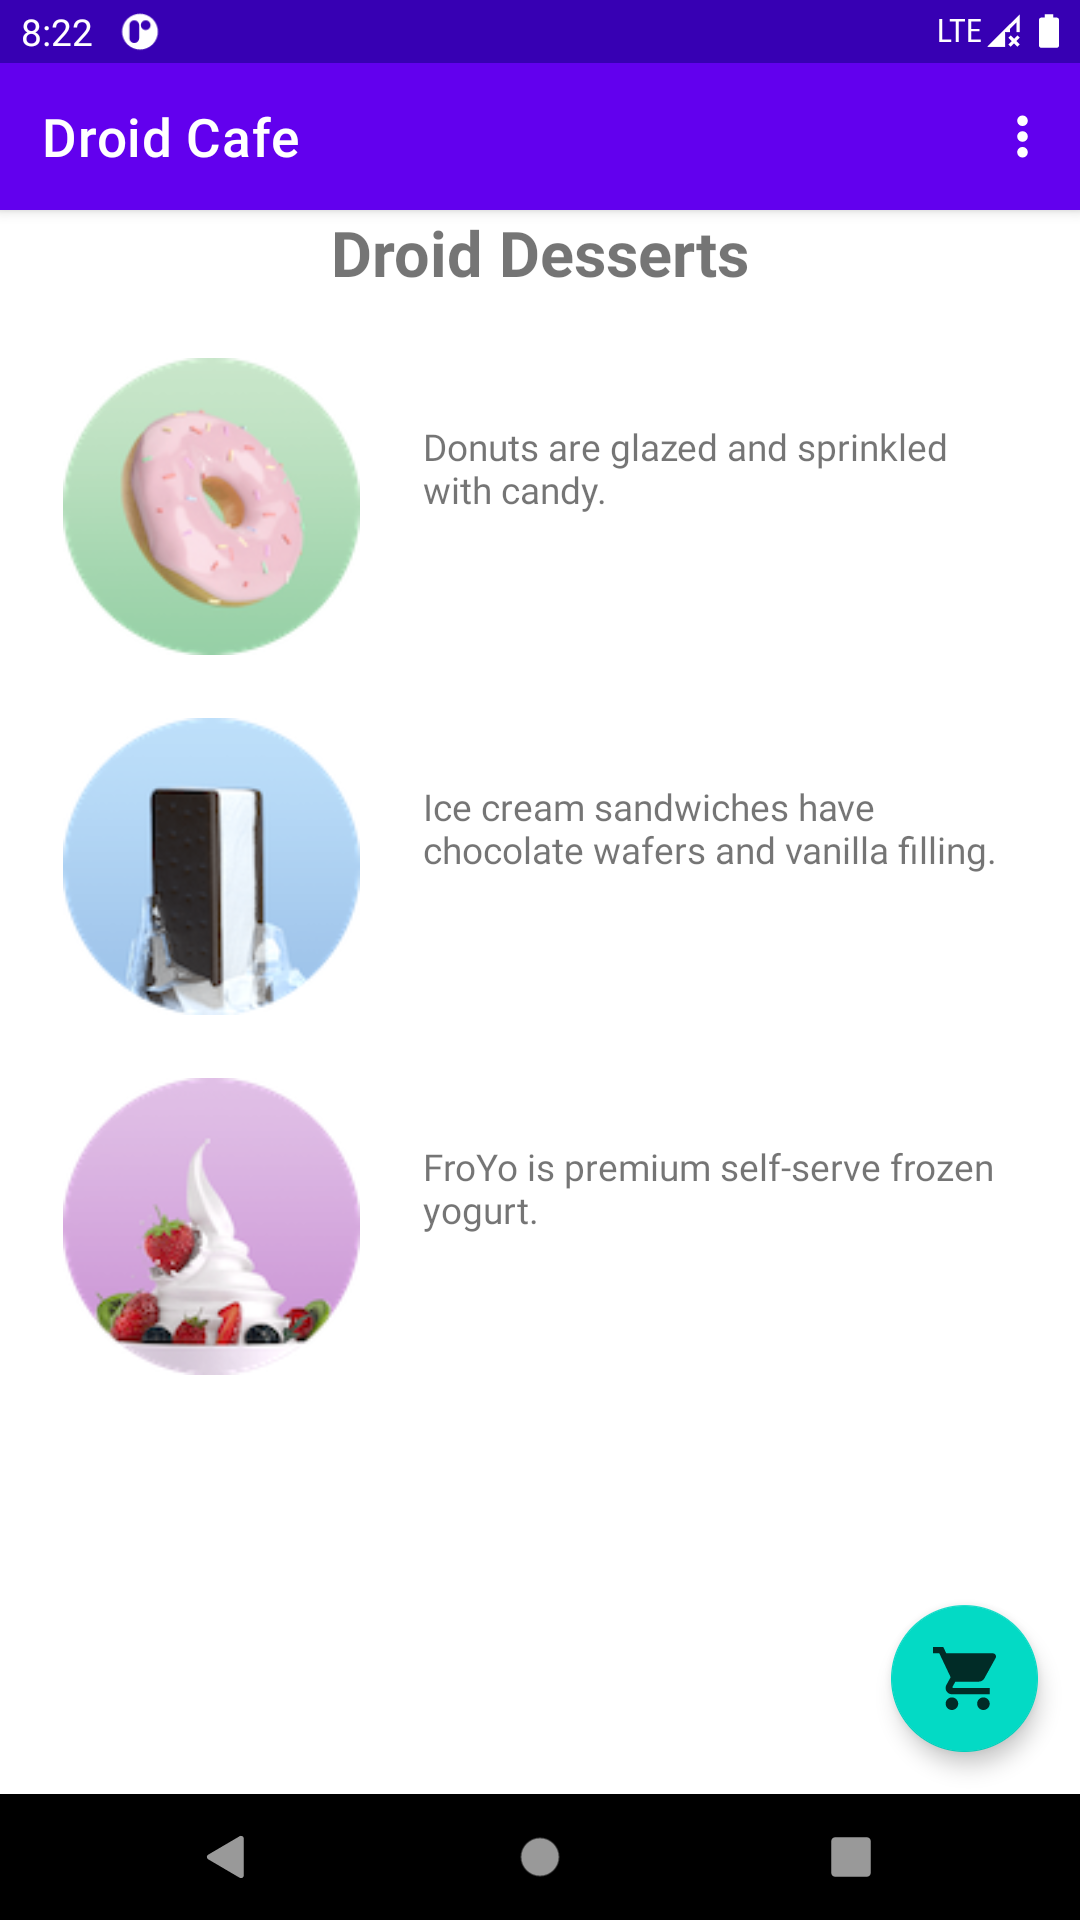 8:22
LTE
Droid Cafe
Droid Desserts
Donuts are glazed and sprinkled
with candy.
Ice cream sandwiches have
chocolate wafers and vanilla filling.
FroYo is premium self-serve frozen
yogurt.